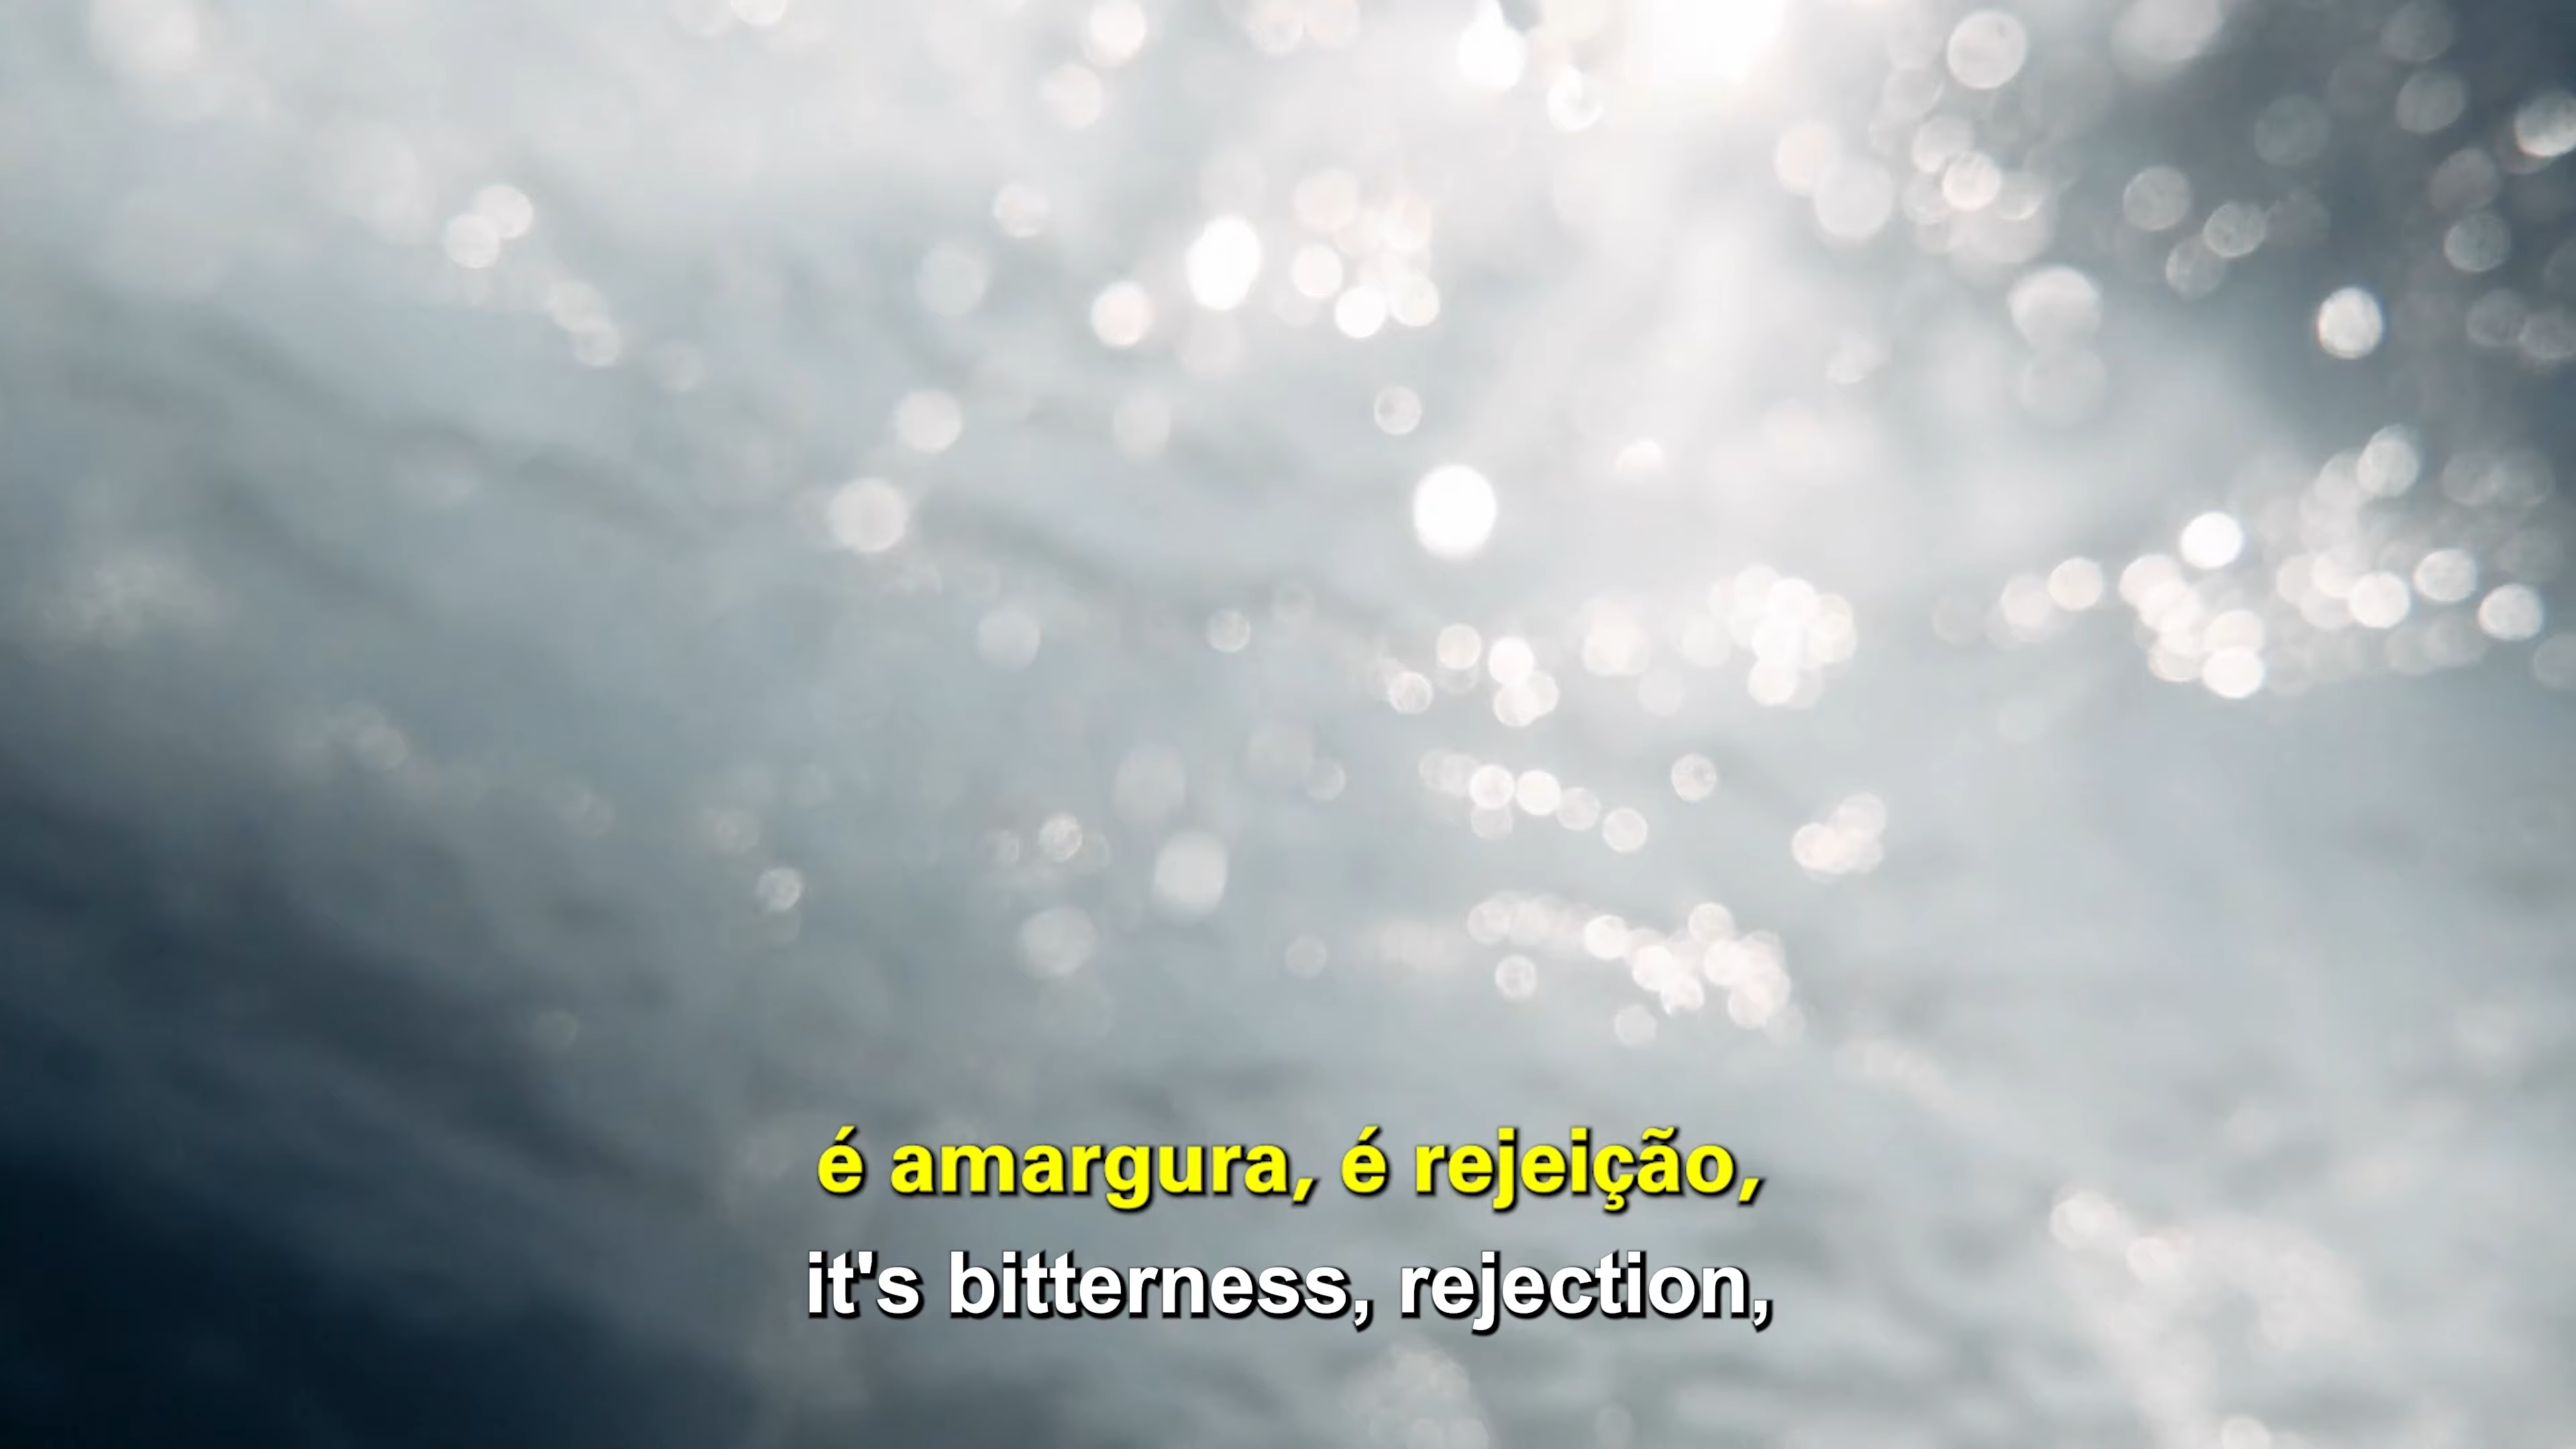 é amargura, é rejeição,
it's bitterness, rejection,